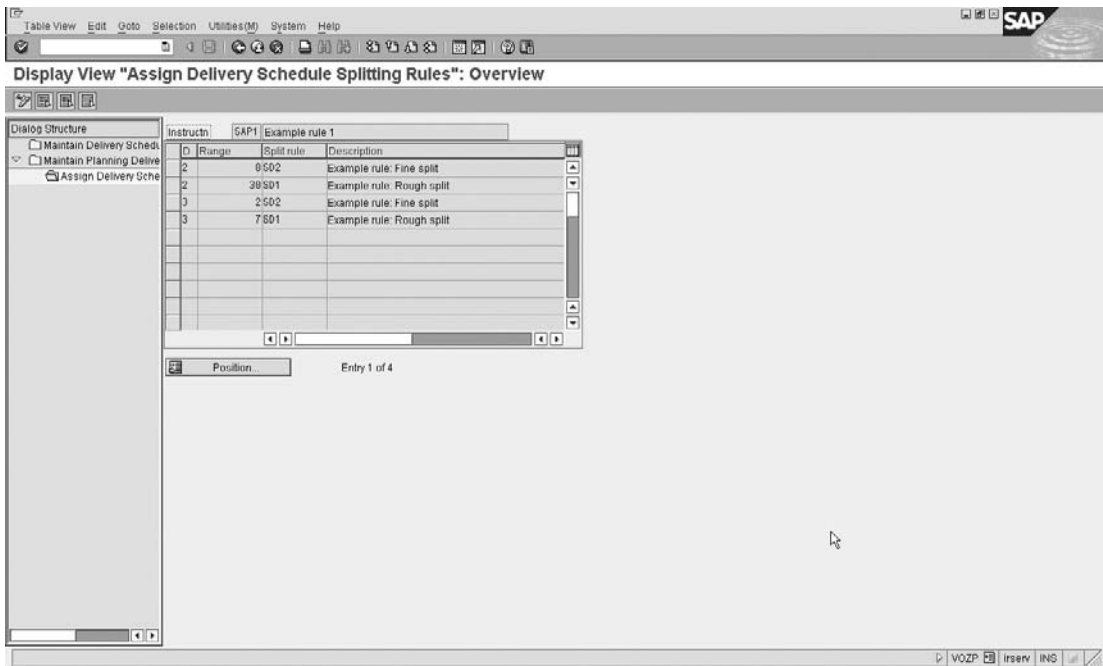 Table View Edit Goto Selection Utilities(M) System Help
SAP
Display View "Assign Delivery Schedule Splitting Rules": Overview
Dialog Structure
Maintain Delivery Schedu
Maintain Planning Delive
Assign Delivery Sche
Instructn SAP1 Example rule 1
D Range Split rule Description
2 0 SD2 Example rule: Fine split
2 30 SD1 Example rule: Rough split
3 2 SD2 Example rule: Fine split
3 7 SD1 Example rule: Rough split
Position...
Entry 1 of 4
VOZP irserv INS